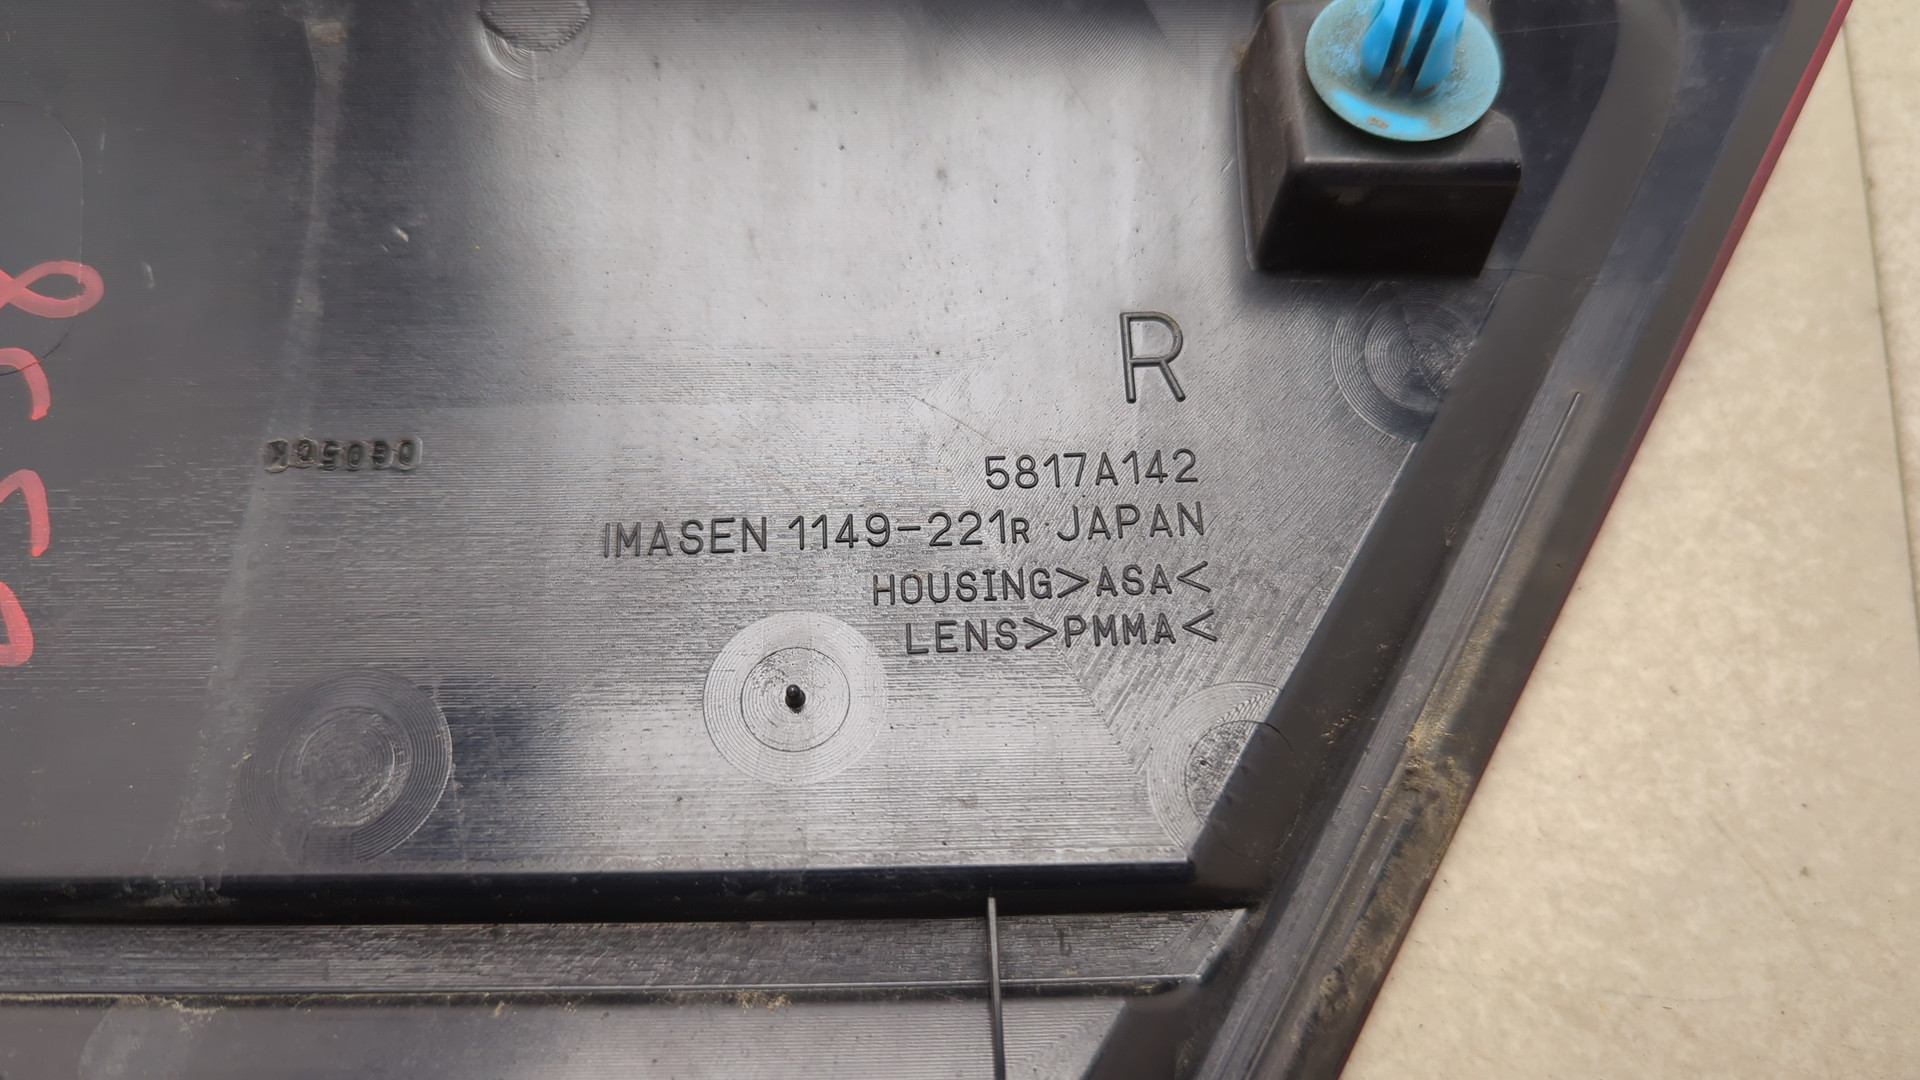 R
5817A142
IMASEN 1149-221R JAPAN
HOUSING>ASA<
LENS>PMMA<